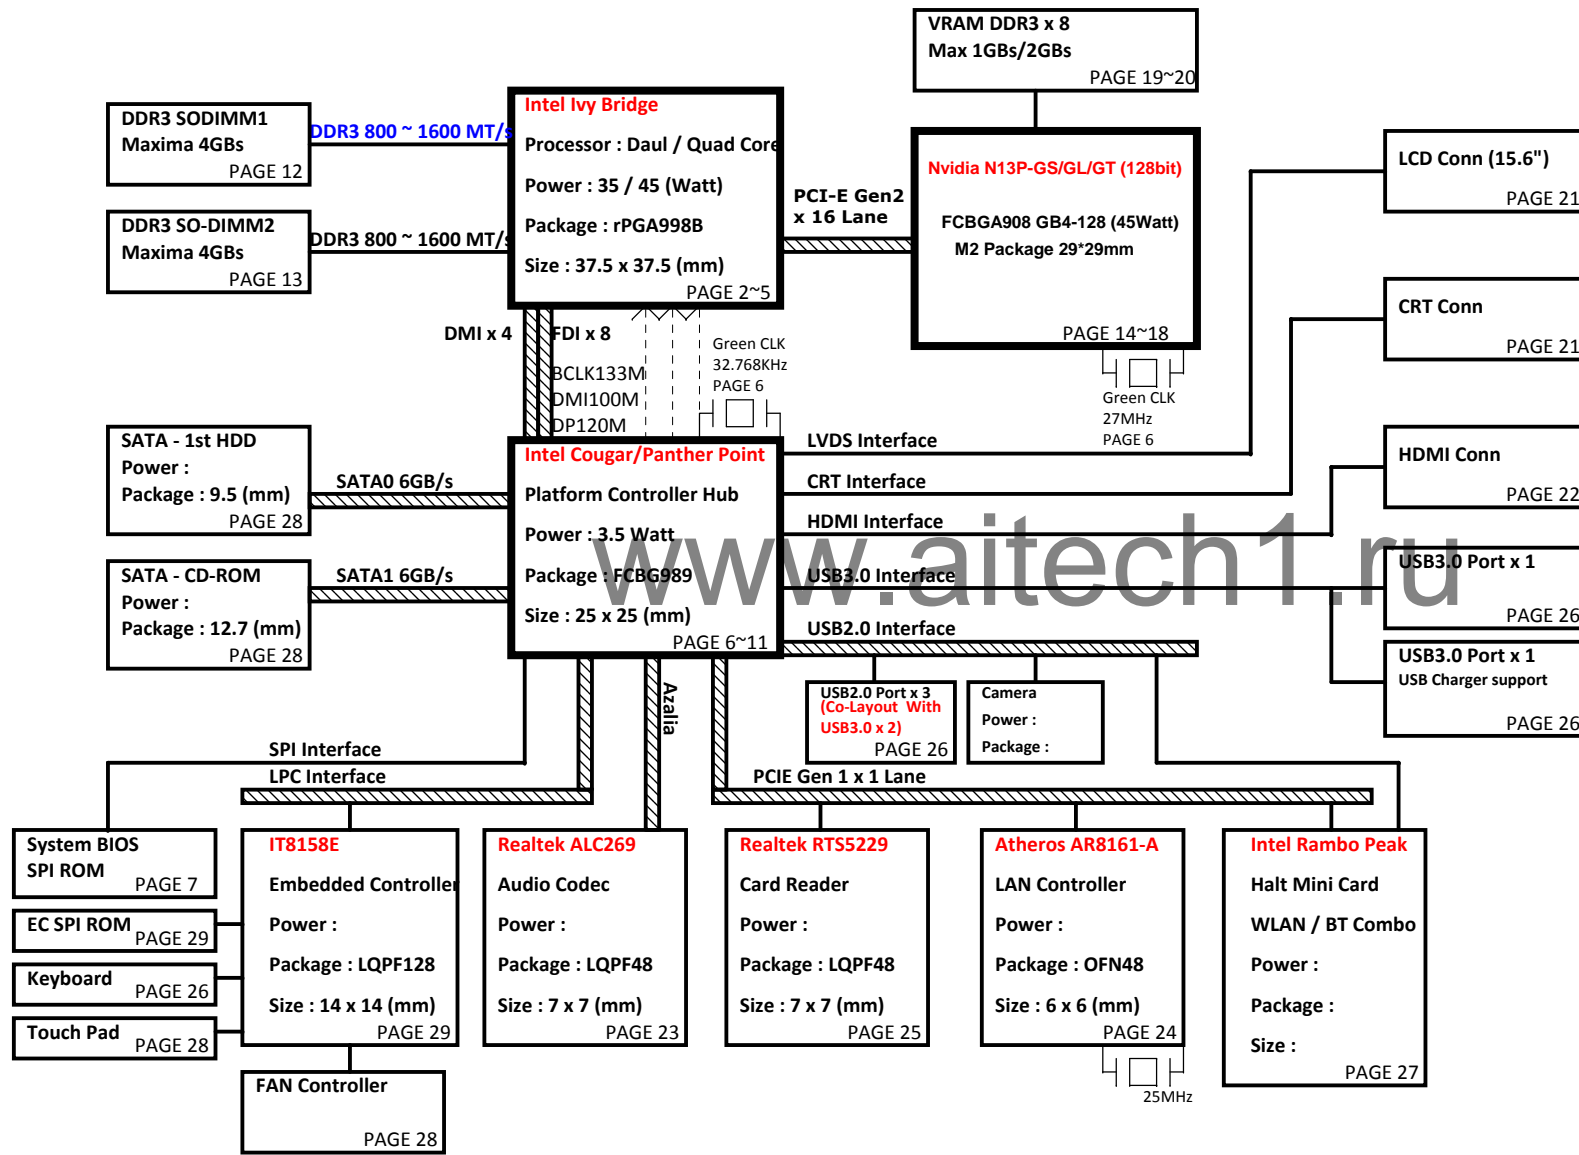 VRAM DDR3 x 8
Max 1GBs/2GBs
PAGE 19~20
DDR3 SODIMM1
Maxima 4GBs
PAGE 12
DDR3 800 ~ 1600 MT/s
DDR3 SO-DIMM2
Maxima 4GBs
PAGE 13
DDR3 800 ~ 1600 MT/s
Intel Ivy Bridge
Processor : Daul / Quad Core
Power : 35 / 45 (Watt)
Package : rPGA998B
Size : 37.5 x 37.5 (mm)
PAGE 2~5
PCI-E Gen2
x 16 Lane
Nvidia N13P-GS/GL/GT (128bit)
FCBGA908 GB4-128 (45Watt)
M2 Package 29*29mm
PAGE 14~18
Green CLK
27MHz
PAGE 6
LCD Conn (15.6")
PAGE 21
CRT Conn
PAGE 21
HDMI Conn
PAGE 22
USB3.0 Port x 1
PAGE 26
USB3.0 Port x 1
USB Charger support
PAGE 26
DMI x 4
FDI x 8
BCLK133M
DMI100M
DP120M
Green CLK
32.768KHz
PAGE 6
SATA - 1st HDD
Power :
Package : 9.5 (mm)
PAGE 28
SATA0 6GB/s
SATA - CD-ROM
Power :
Package : 12.7 (mm)
PAGE 28
SATA1 6GB/s
Intel Cougar/Panther Point
Platform Controller Hub
Power : 3.5 Watt
Package : FCBG989
Size : 25 x 25 (mm)
PAGE 6~11
LVDS Interface
CRT Interface
HDMI Interface
USB3.0 Interface
USB2.0 Interface
www.aitech1.ru
USB2.0 Port x 3
(Co-Layout With
USB3.0 x 2)
PAGE 26
Camera
Power :
Package :
Azalia
SPI Interface
LPC Interface
PCIE Gen 1 x 1 Lane
System BIOS
SPI ROM
PAGE 7
EC SPI ROM
PAGE 29
Keyboard
PAGE 26
Touch Pad
PAGE 28
IT8158E
Embedded Controller
Power :
Package : LQPF128
Size : 14 x 14 (mm)
PAGE 29
FAN Controller
PAGE 28
Realtek ALC269
Audio Codec
Power :
Package : LQPF48
Size : 7 x 7 (mm)
PAGE 23
Realtek RTS5229
Card Reader
Power :
Package : LQPF48
Size : 7 x 7 (mm)
PAGE 25
Atheros AR8161-A
LAN Controller
Power :
Package : OFN48
Size : 6 x 6 (mm)
PAGE 24
25MHz
Intel Rambo Peak
Halt Mini Card
WLAN / BT Combo
Power :
Package :
Size :
PAGE 27